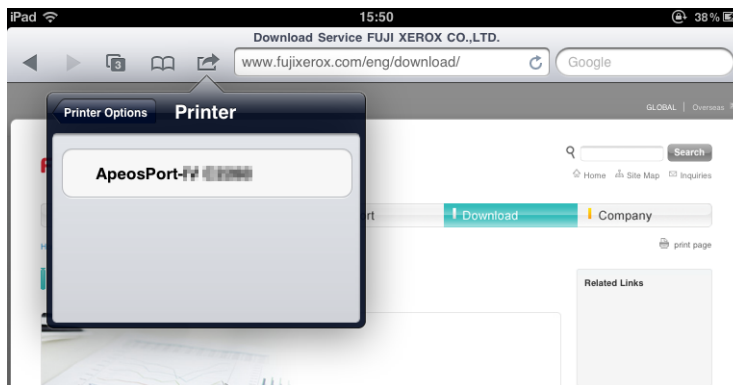 iPad 15:50 38%
Download Service FUJI XEROX CO.,LTD.
3 www.fujixerox.com/eng/download/ Google
Printer Options Printer
GLOBAL | Overseas
ApeosPort-
Search
Home Site Map Inquiries
rt Download Company
print page
Related Links